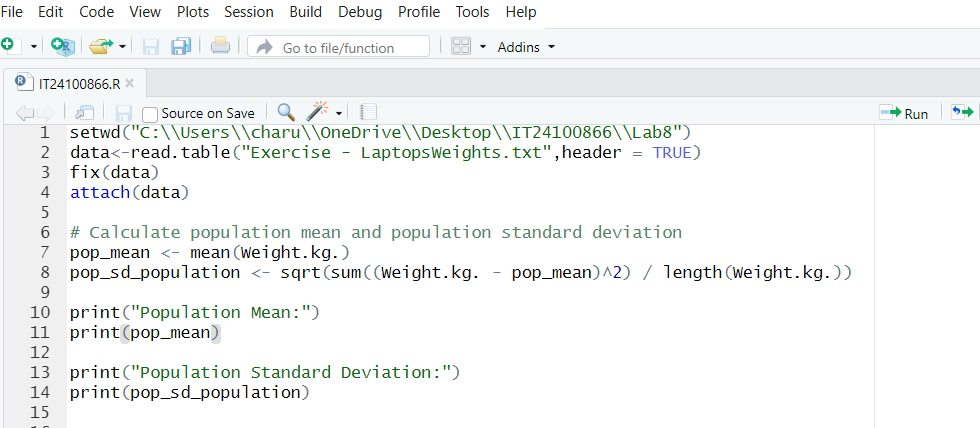 File Edit Code View Plots Session Build Debug Profile Tools Help
Go to file/function Addins
IT24100866.R
Source on Save Run
1 setwd("C:\\Users\\charu\\OneDrive\\Desktop\\IT24100866\\Lab8")
2 data<-read.table("Exercise - LaptopsWeights.txt",header = TRUE)
3 fix(data)
4 attach(data)
5
6 # Calculate population mean and population standard deviation
7 pop_mean <- mean(Weight.kg.)
8 pop_sd_population <- sqrt(sum((Weight.kg. - pop_mean)^2) / length(Weight.kg.))
9
10 print("Population Mean:")
11 print(pop_mean)
12
13 print("Population Standard Deviation:")
14 print(pop_sd_population)
15